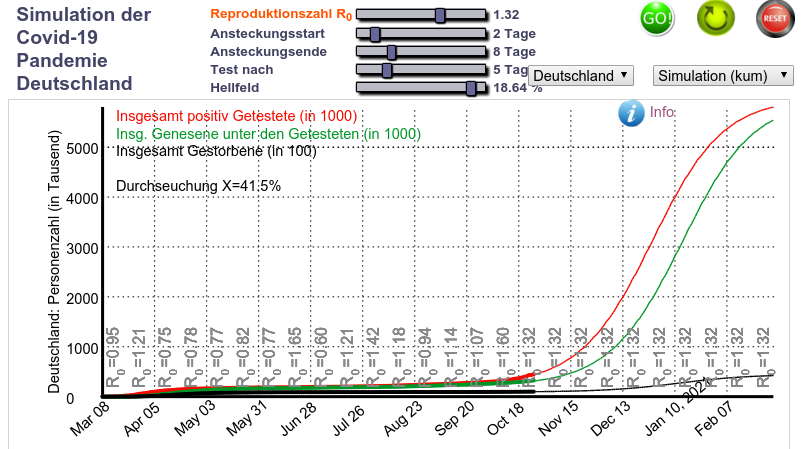 Simulation der
Covid-19
Pandemie
Deutschland
Reproduktionszahl R0 1.32
Ansteckungsstart 2 Tage
Ansteckungsende 8 Tage
Test nach 5 Tag
Hellfeld 18.64 %
GO!
RESET
Deutschland
Simulation (kum)
i Info
Insgesamt positiv Getestete (in 1000)
Insg. Genesene unter den Getesteten (in 1000)
Insgesamt Gestorbene (in 100)
Durchseuchung X=41.5%
Deutschland: Personenzahl (in Tausend)
5000
4000
3000
2000
1000
0
R0=0.95
R0=1.21
R0=0.75
R0=0.78
R0=0.77
R0=0.82
R0=0.77
R0=1.65
R0=0.60
R0=1.21
R0=1.42
R0=1.18
R0=0.94
R0=1.14
R0=1.07
R0=1.60
R0=1.32
R0=1.32
R0=1.32
R0=1.32
R0=1.32
R0=1.32
R0=1.32
R0=1.32
R0=1.32
R0=1.32
Mar 08
Apr 05
May 03
May 31
Jun 28
Jul 26
Aug 23
Sep 20
Oct 18
Nov 15
Dec 13
Jan 10,
Feb 07